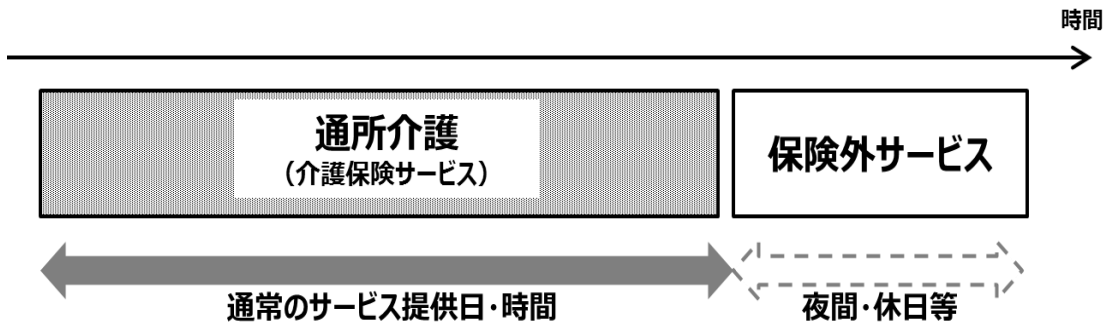 時間
通所介護
（介護保険サービス）
保険外サービス
通常のサービス提供日・時間
夜間・休日等